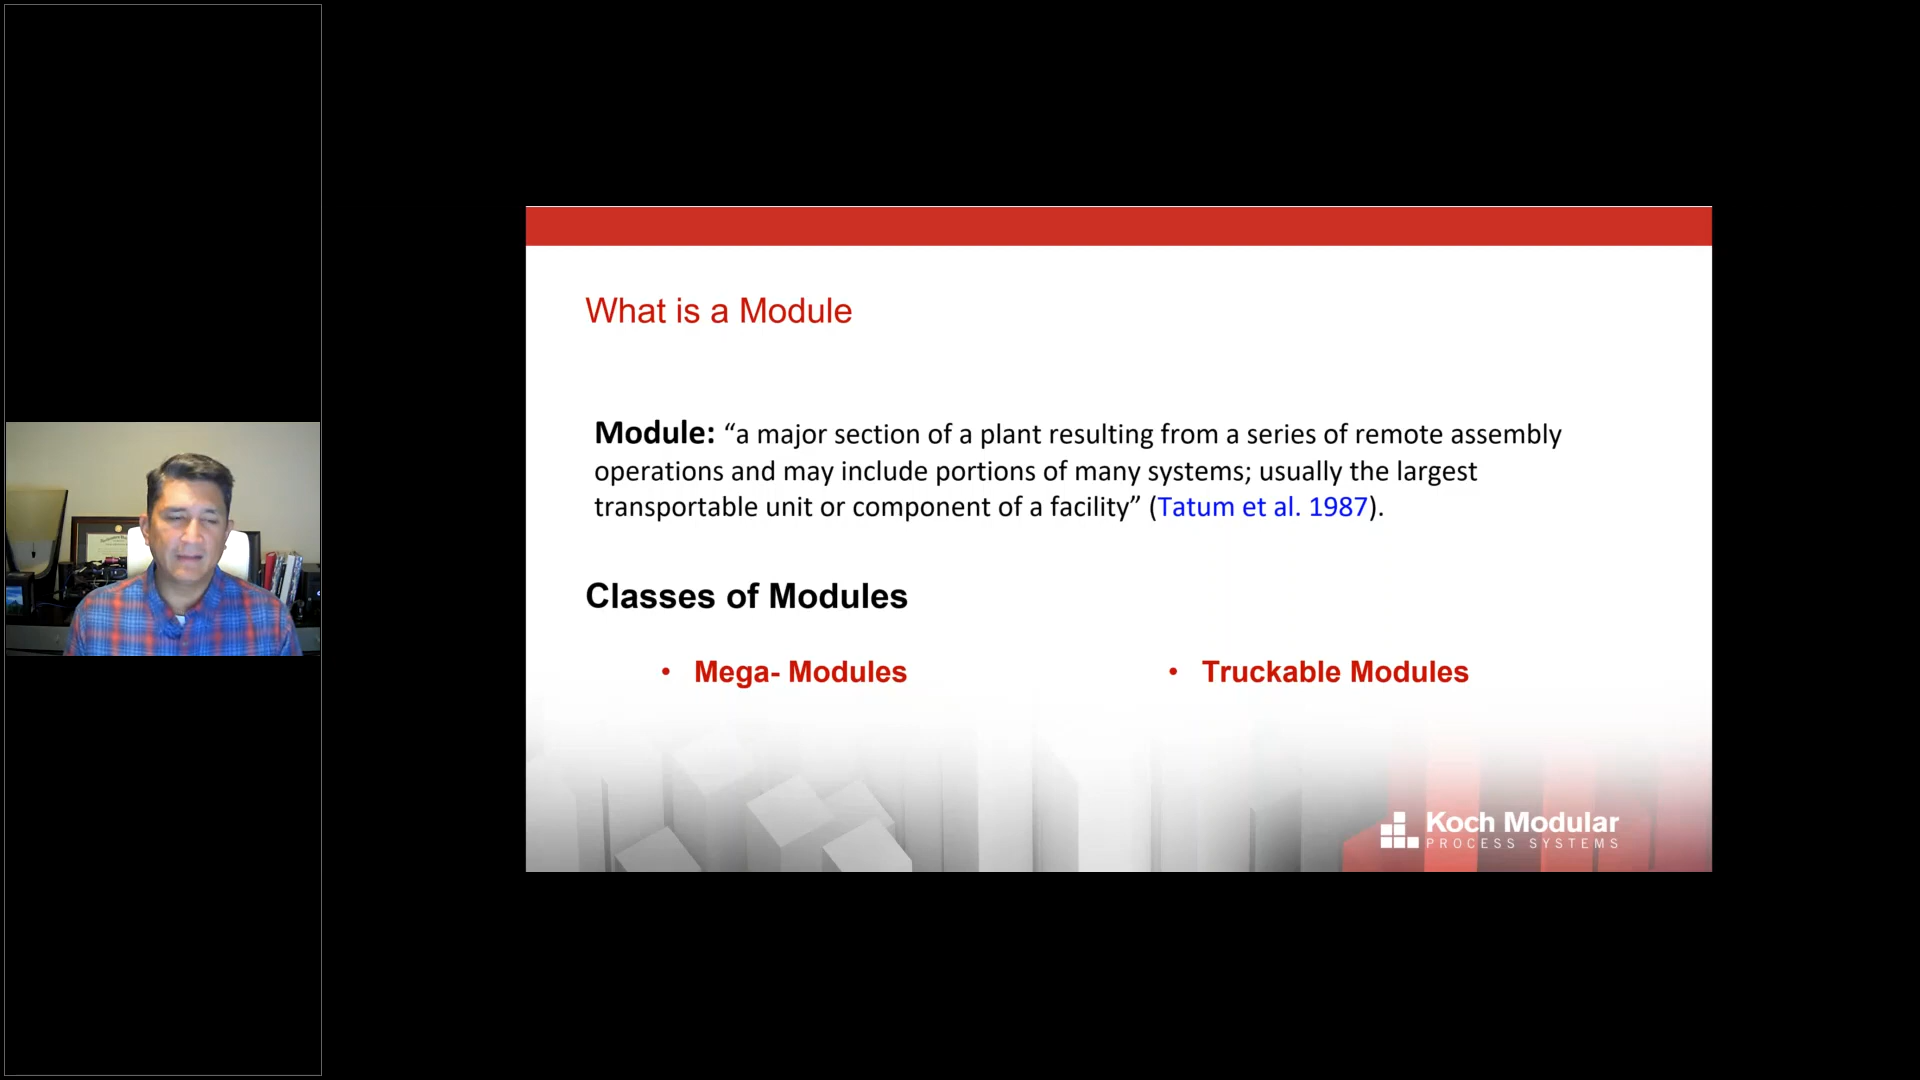 What is a Module
Module: “a major section of a plant resulting from a series of remote assembly
operations and may include portions of many systems; usually the largest
transportable unit or component of a facility” (Tatum et al. 1987).
Classes of Modules
• Mega- Modules
• Truckable Modules
Koch Modular
PROCESS SYSTEMS